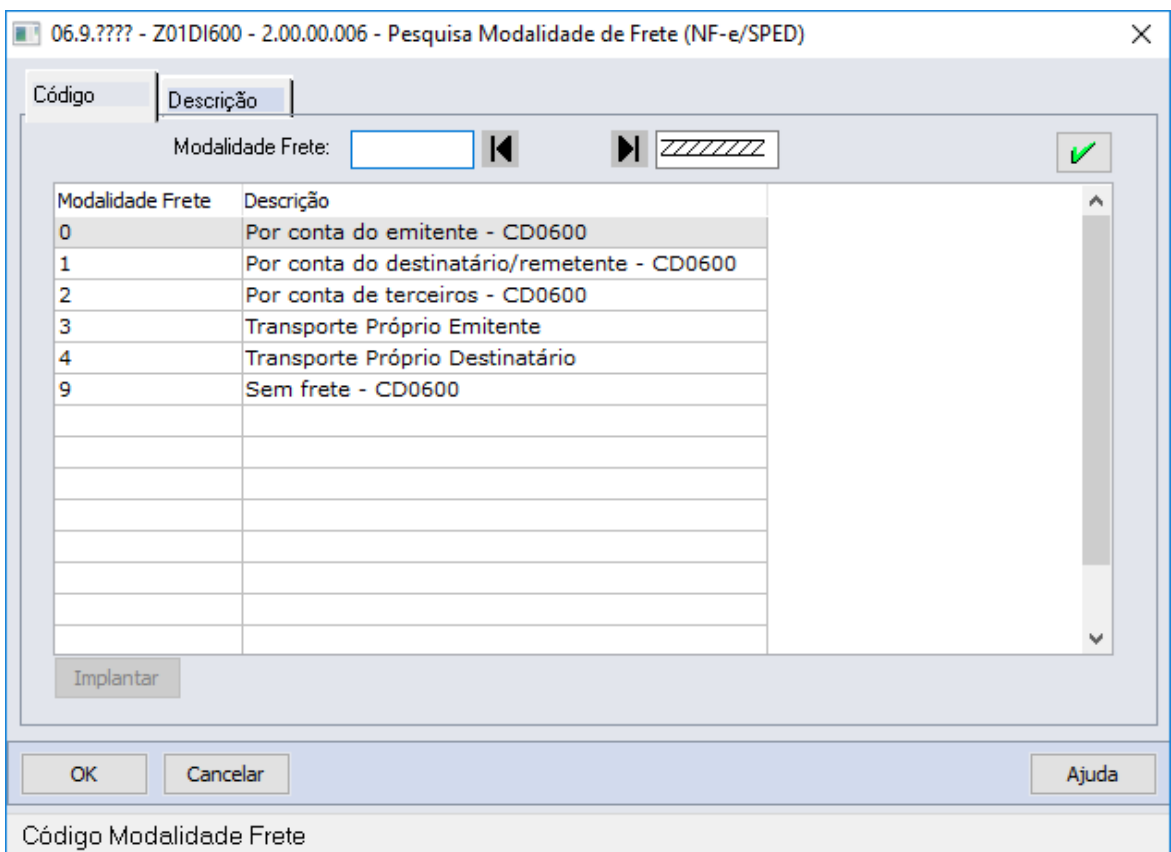 06.9.???? - Z01DI600 - 2.00.00.006 - Pesquisa Modalidade de Frete (NF-e/SPED)
Código Descrição
Modalidade Frete: ZZZZZZZZ
Modalidade Frete Descrição
0 Por conta do emitente - CD0600
1 Por conta do destinatário/remetente - CD0600
2 Por conta de terceiros - CD0600
3 Transporte Próprio Emitente
4 Transporte Próprio Destinatário
9 Sem frete - CD0600
Implantar
OK Cancelar Ajuda
Código Modalidade Frete